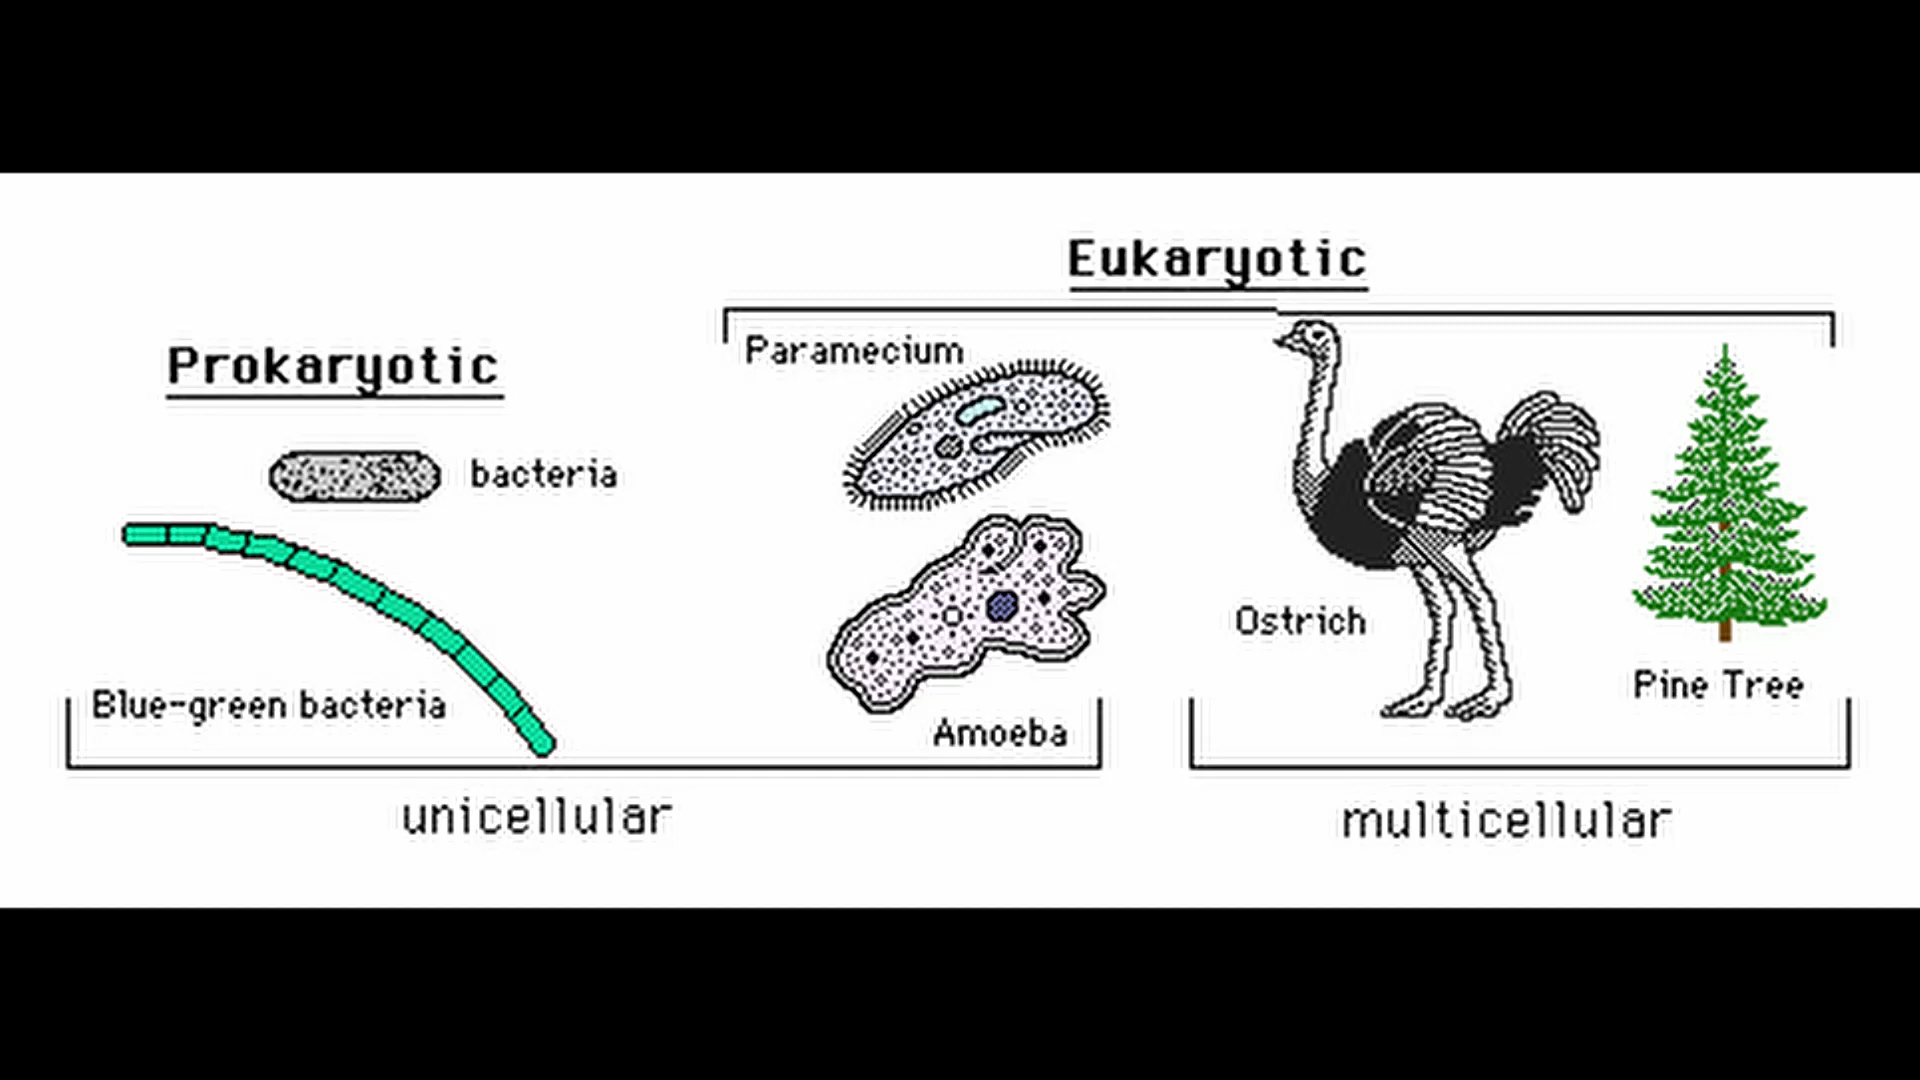 Eukaryotic
Prokaryotic
Paramecium
bacteria
Ostrich
Pine Tree
Blue-green bacteria
Amoeba
unicellular
multicellular